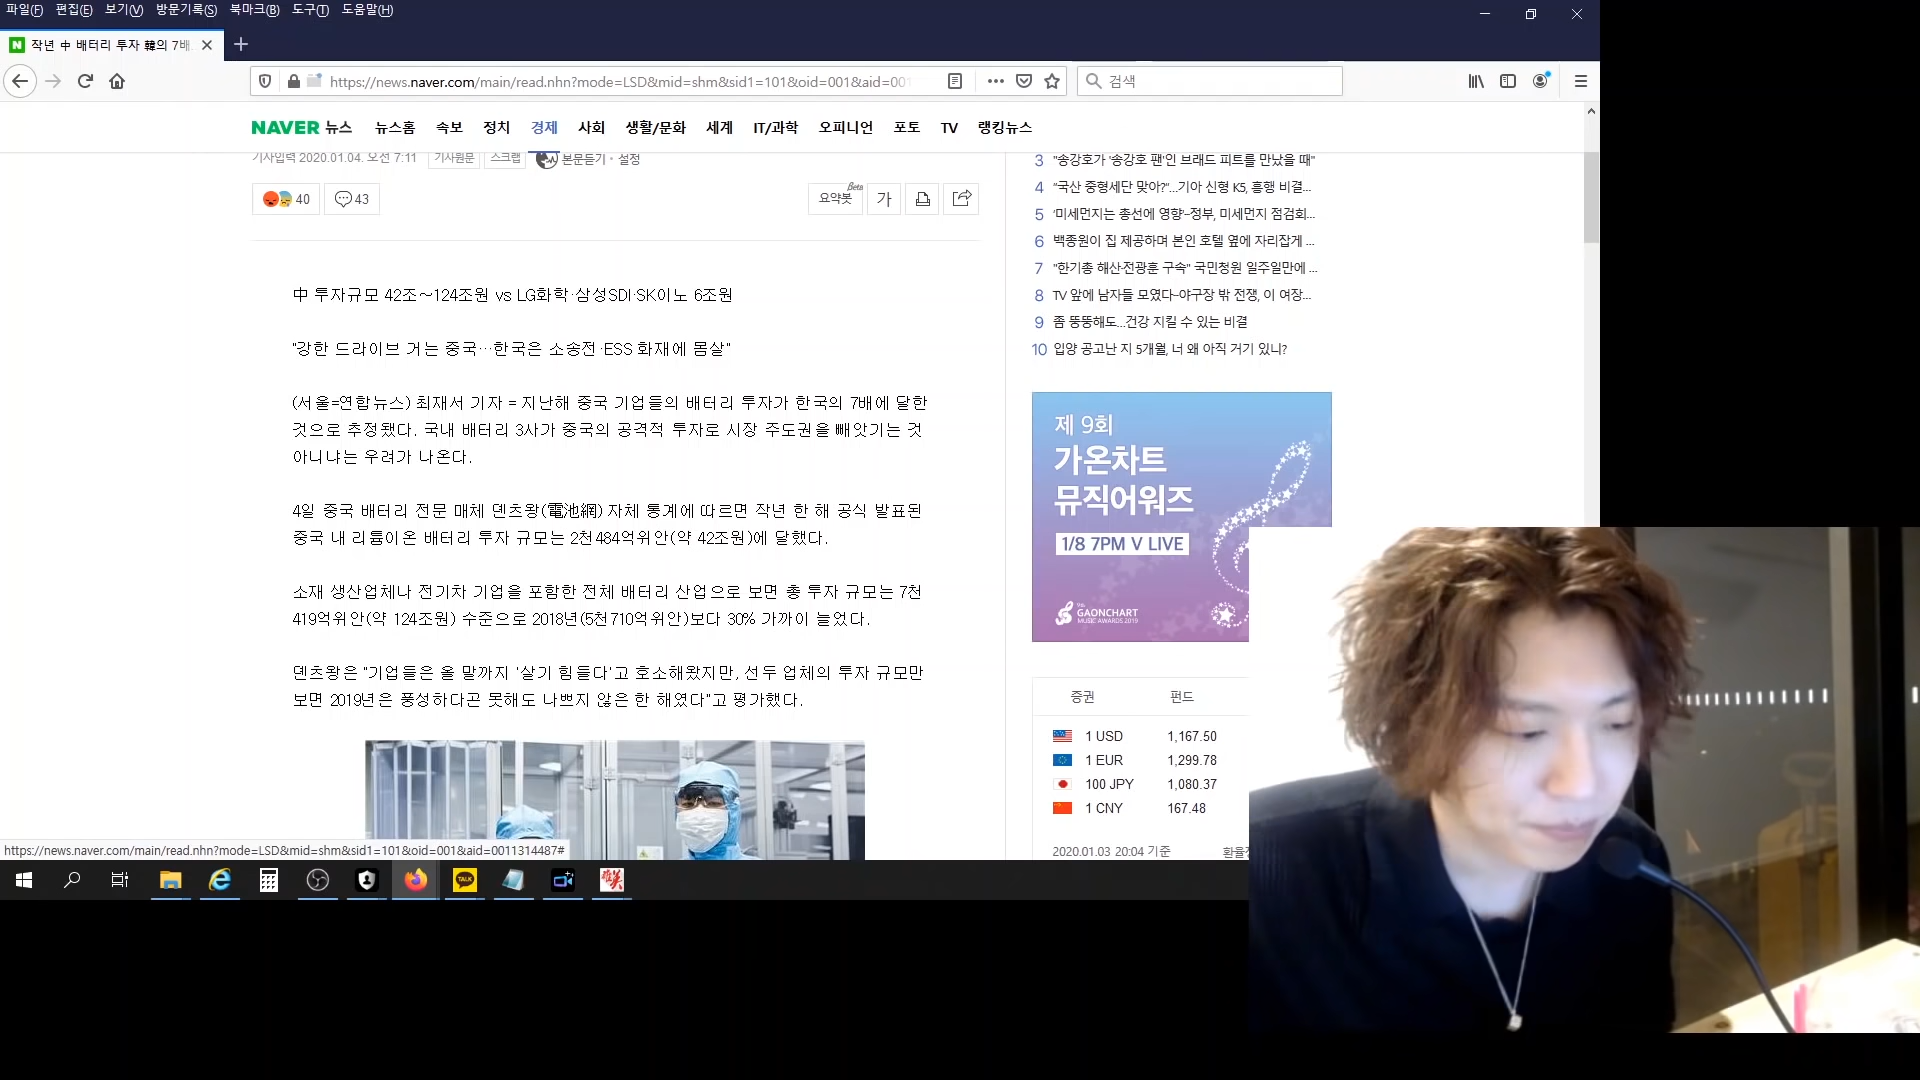 파일(F) 편집(E) 보기(V) 방문기록(S) 북마크(B) 도구(T) 도움말(H)
작년 中 배터리 투자 韓의 7배
https://news.naver.com/main/read.nhn?mode=LSD&mid=shm&sid1=101&oid=001&aid=001
검색
NAVER 뉴스 뉴스홈 속보 정치 경제 사회 생활/문화 세계 IT/과학 오피니언 포토 TV 랭킹뉴스
기사입력 2020.01.04. 오전 7:11 기사원문 스크랩 본문듣기 · 설정
40 43
요약봇 Beta 가
中 투자규모 42조∼124조원 vs LG화학·삼성SDI·SK이노 6조원
"강한 드라이브 거는 중국…한국은 소송전·ESS 화재에 몸살"
(서울=연합뉴스) 최재서 기자 = 지난해 중국 기업들의 배터리 투자가 한국의 7배에 달한
것으로 추정됐다. 국내 배터리 3사가 중국의 공격적 투자로 시장 주도권을 빼앗기는 것
아니냐는 우려가 나온다.
4일 중국 배터리 전문 매체 뎬츠왕(電池網) 자체 통계에 따르면 작년 한 해 공식 발표된
중국 내 리튬이온 배터리 투자 규모는 2천484억위안(약 42조원)에 달했다.
소재 생산업체나 전기차 기업을 포함한 전체 배터리 산업으로 보면 총 투자 규모는 7천
419억위안(약 124조원) 수준으로 2018년(5천710억위안)보다 30% 가까이 늘었다.
뎬츠왕은 "기업들은 올 말까지 '살기 힘들다'고 호소해왔지만, 선두 업체의 투자 규모만
보면 2019년은 풍성하다곤 못해도 나쁘지 않은 한 해였다"고 평가했다.
3 "송강호가 '송강호 팬'인 브래드 피트를 만났을 때"
4 "국산 중형세단 맞아?"...기아 신형 K5, 흥행 비결...
5 '미세먼지는 총선에 영향'-정부, 미세먼지 점검회...
6 백종원이 집 제공하며 본인 호텔 옆에 자리잡게 ...
7 "한기총 해산·전광훈 구속" 국민청원 일주일만에 ...
8 TV 앞에 남자들 모였다-야구장 밖 전쟁, 이 여장...
9 좀 뚱뚱해도...건강 지킬 수 있는 비결
10 입양 공고난 지 5개월, 너 왜 아직 거기 있니?
제 9회
가온차트
뮤직어워즈
1/8 7PM V LIVE
GAONCHART
MUSIC AWARDS 2019
증권 펀드
1 USD 1,167.50
1 EUR 1,299.78
100 JPY 1,080.37
1 CNY 167.48
2020.01.03 20:04 기준
https://news.naver.com/main/read.nhn?mode=LSD&mid=shm&sid1=101&oid=001&aid=0011314487#
TALK